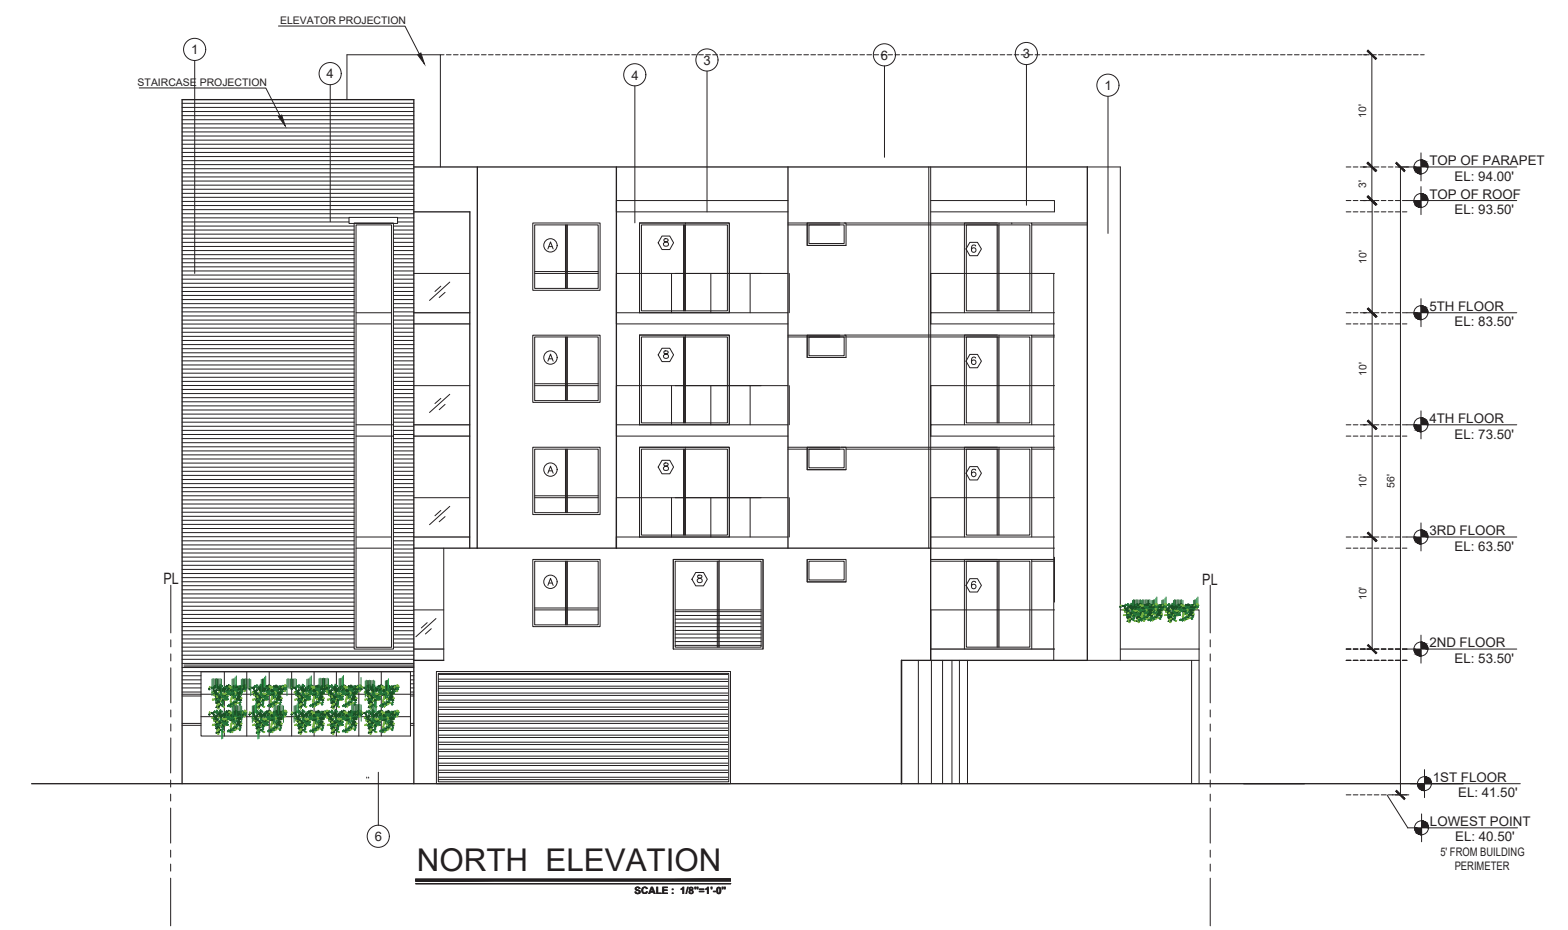 ELEVATOR PROJECTION
1
4
4
3
6
3
1
STAIRCASE PROJECTION
10'
TOP OF PARAPET
EL: 94.00'
3'
TOP OF ROOF
EL: 93.50'
4
A
8
6
10'
5TH FLOOR
EL: 83.50'
A
8
6
10'
4TH FLOOR
EL: 73.50'
A
8
6
10'
56'
3RD FLOOR
EL: 63.50'
PL
A
8
6
PL
10'
2ND FLOOR
EL: 53.50'
1ST FLOOR
EL: 41.50'
LOWEST POINT
EL: 40.50'
5' FROM BUILDING
PERIMETER
6
NORTH ELEVATION
SCALE : 1/8"=1'-0"